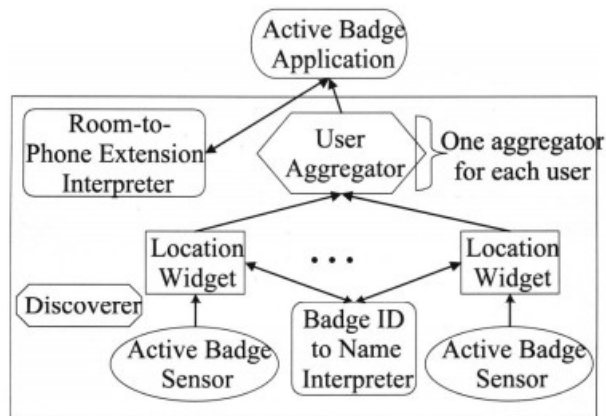 Active Badge
Application
Room-to-
Phone Extension
Interpreter
User
Aggregator
One aggregator
for each user
Location
Widget
. . .
Location
Widget
Discoverer
Active Badge
Sensor
Badge ID
to Name
Interpreter
Active Badge
Sensor